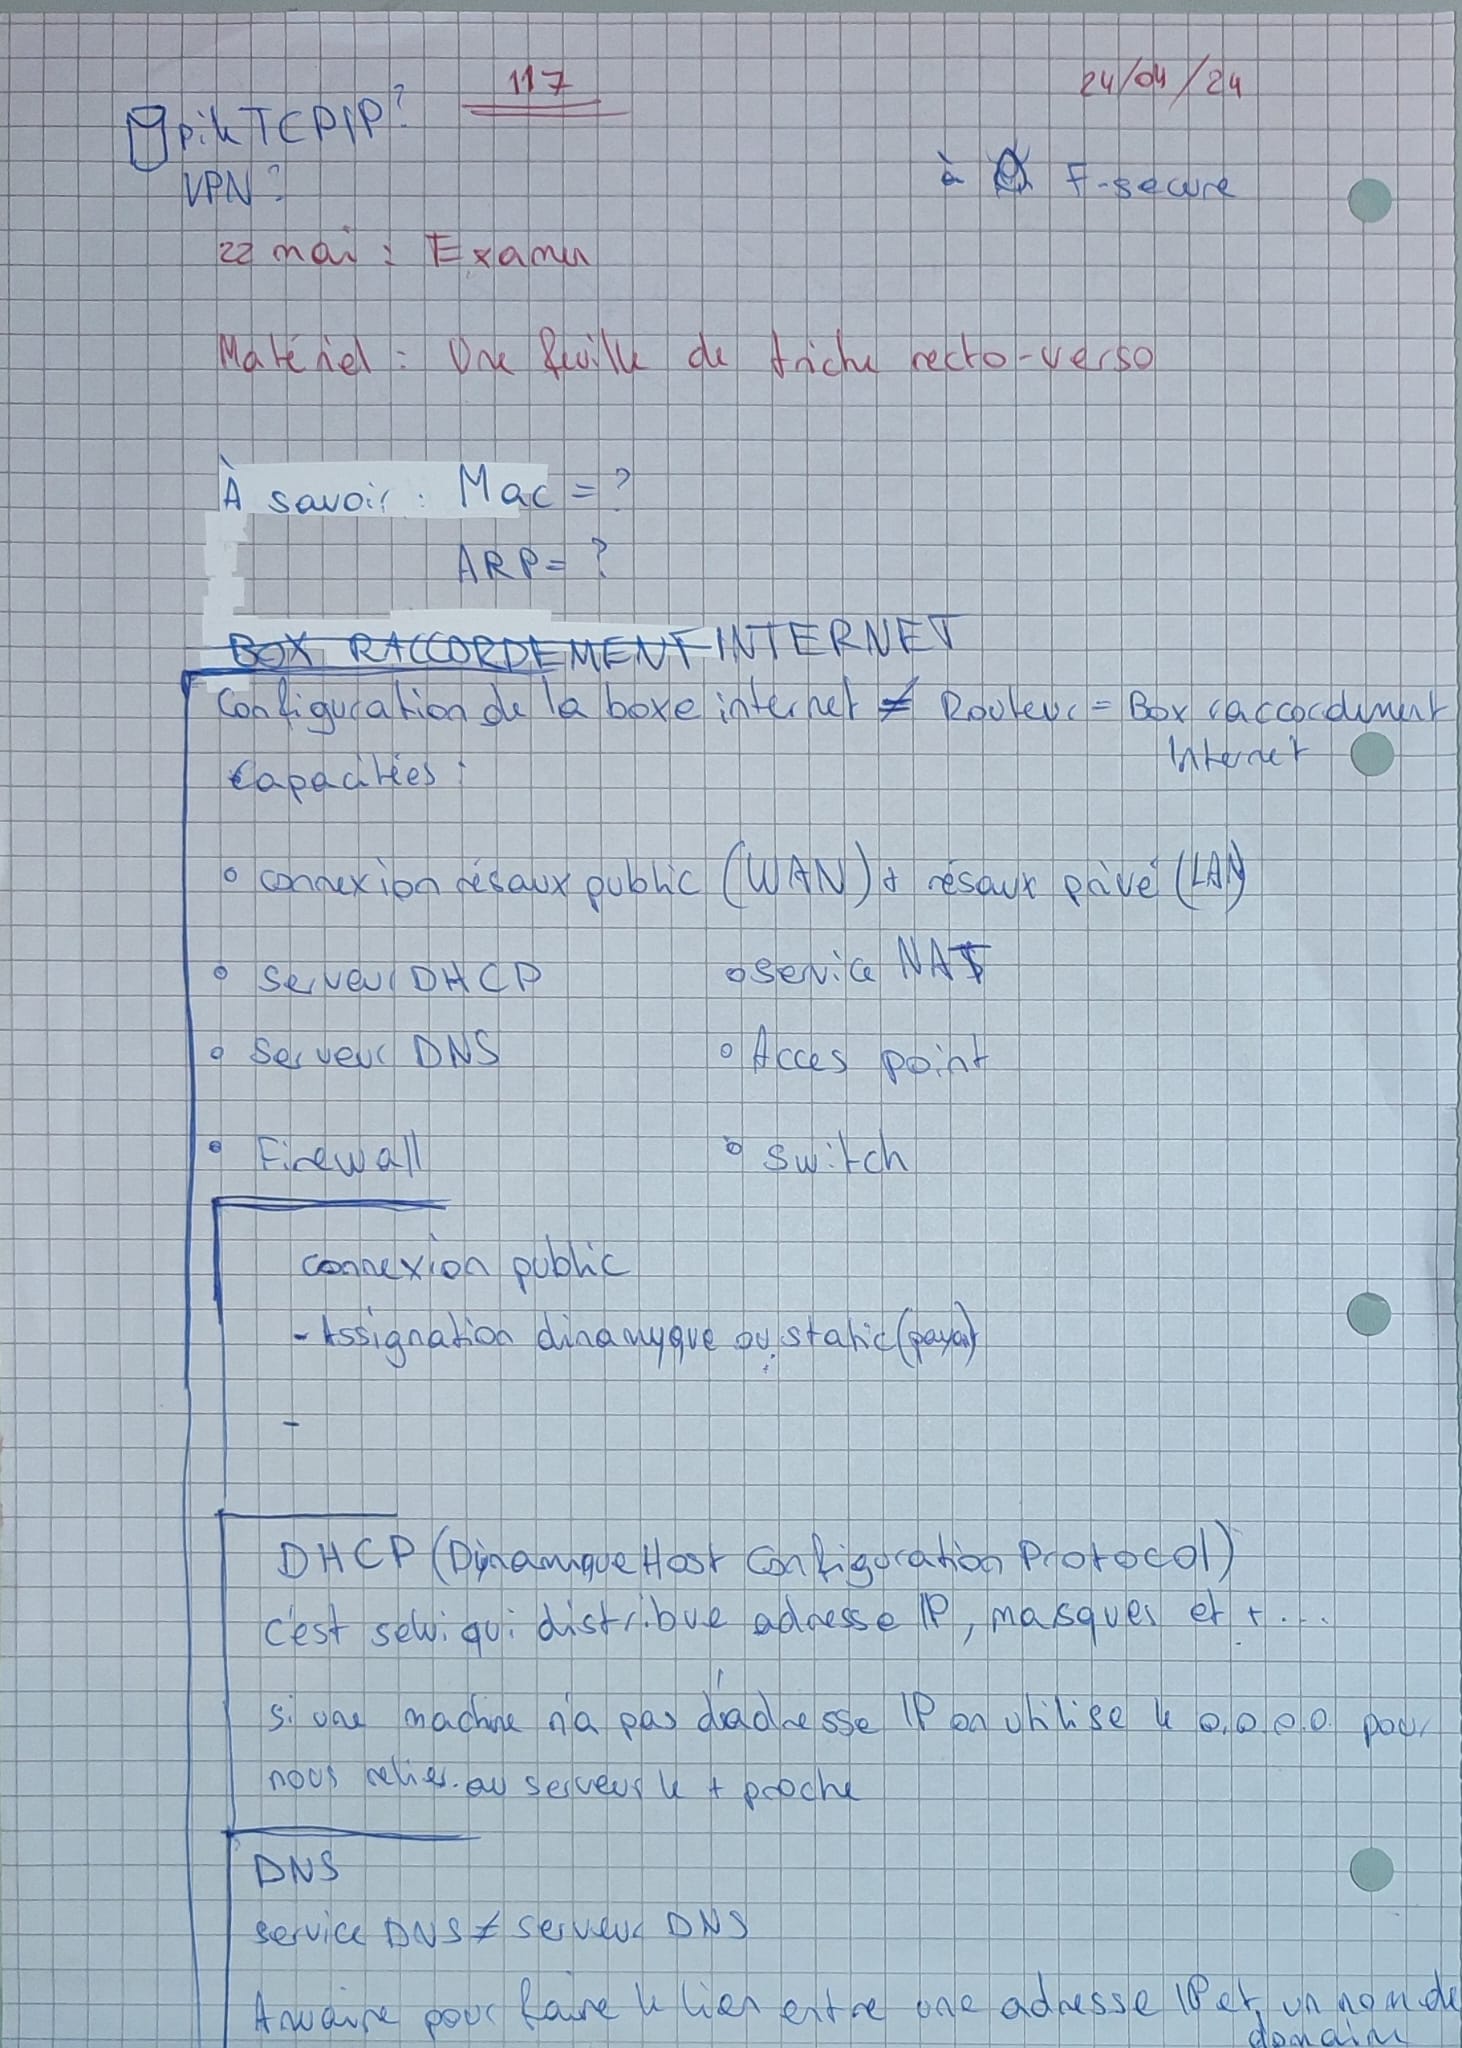 117
24/04/24
pile TCP/IP?
VPN?
à F-secure
22 mai : Examen
Matériel : Une feuille de triche recto-verso
À savoir : Mac = ?
ARP = ?
BOX RACCORDEMENT INTERNET
Configuration de la boxe internet ≠ Routeur = Box raccordement
Internet
Capacitées :
connexion résaux public (WAN) + résaux privé (LAN)
Serveur DHCP
Service NAT
Serveur DNS
Acces point
Firewall
Switch
connexion public
- Assignation dinamyque ou static (payant)
-
DHCP (Dynamique Host Configuration Protocol)
c'est selui qui distribue adresse IP, masques et + ...
si une machine n'a pas d'adresse IP on utilise le 0.0.0.0. pour
nous relier au serveur le + proche
DNS
service DNS ≠ serveur DNS
Anuaire pour faire le lien entre une adresse IP et un nom de
domaine